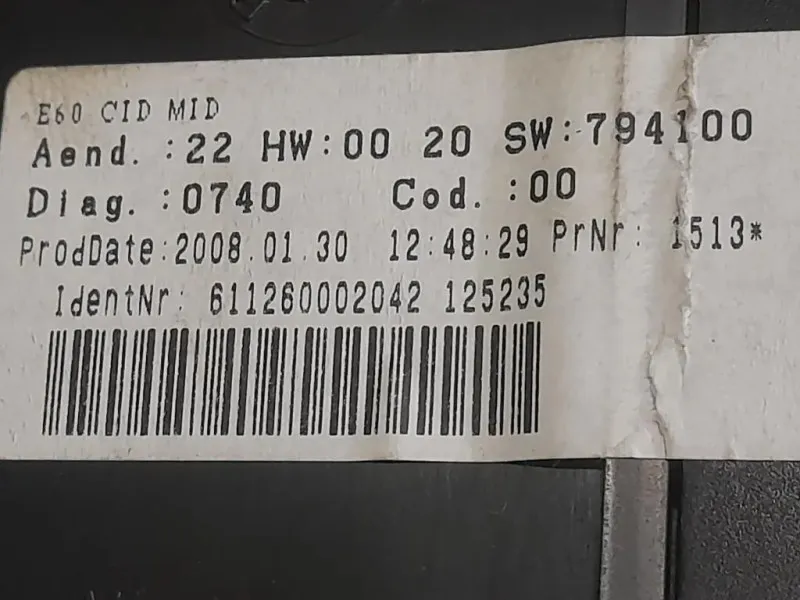 E60 CID MID
Aend. :22 HW:00 20 SW:794100
Diag. :0740 Cod. :00
ProdDate:2008.01.30 12:48:29 PrNr: 1513*
IdentNr: 611260002042 125235